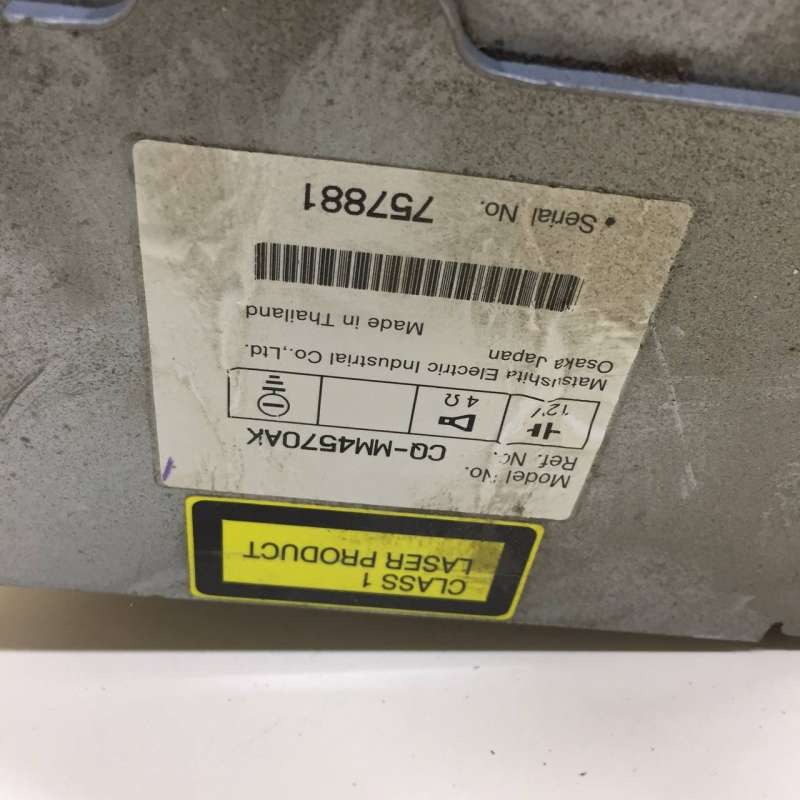 CLASS 1
LASER PRODUCT
Model No.
Ref. No. CQ-MM4570AK
12V 4Ω
Matsushita Electric Industrial Co.,Ltd.
Osaka Japan
Made in Thailand
• Serial No. 757881